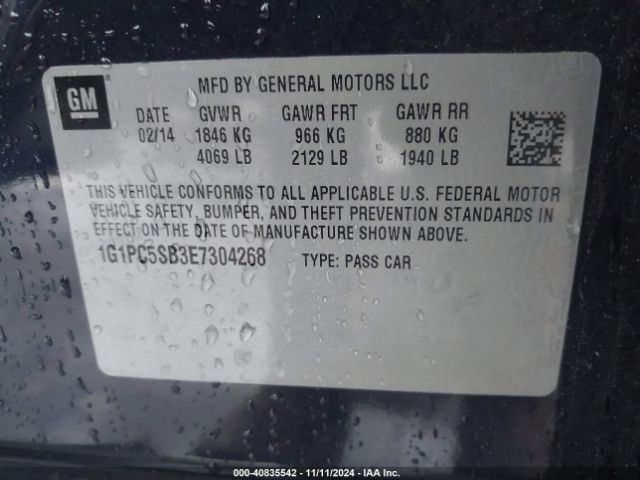 GM
MFD BY GENERAL MOTORS LLC
DATE GVWR GAWR FRT GAWR RR
02/14 1846 KG 966 KG 880 KG
4069 LB 2129 LB 1940 LB
THIS VEHICLE CONFORMS TO ALL APPLICABLE U.S. FEDERAL MOTOR
VEHICLE SAFETY, BUMPER, AND THEFT PREVENTION STANDARDS IN
EFFECT ON THE DATE OF MANUFACTURE SHOWN ABOVE.
1G1PC5SB3E7304268 TYPE: PASS CAR
000-40835542 - 11/11/2024 - IAA Inc.